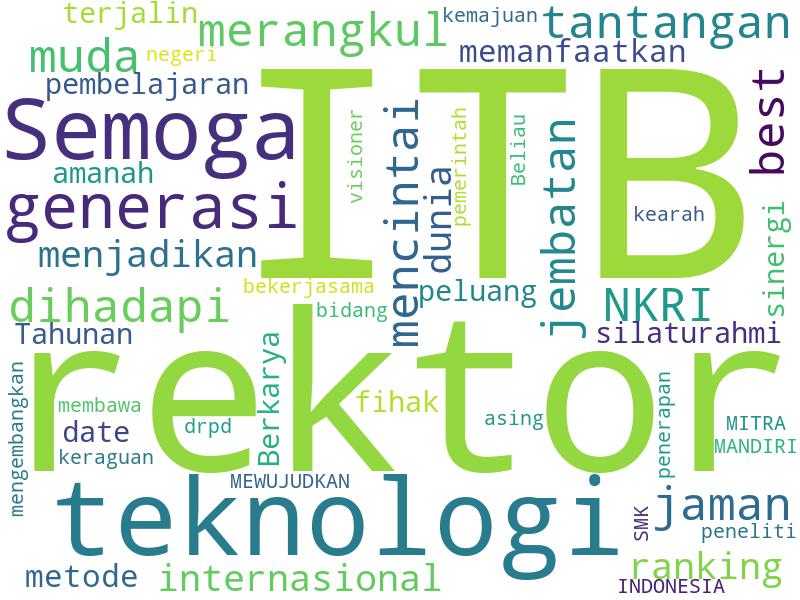 terjalin
kemajuan
merangkul
tantangan
muda
negeri
memanfaatkan
pembelajaran
ITB
best
Semoga
visioner
mencintai
pemerintah
Beliau
jembatan
amanah
dunia
generasi
kearah
sinergi
menjadikan
bekerjasama
peluang
dihadapi
bidang
NKRI
Tahunan
silaturahmi
rektor
Berkarya
mengembangkan
membawa
fihak
penerapan
date
drpd
asing
MITRA
keraguan
MANDIRI
MEWUJUDKAN
teknologi
SMK
jaman
peneliti
metode
internasional
ranking
INDONESIA